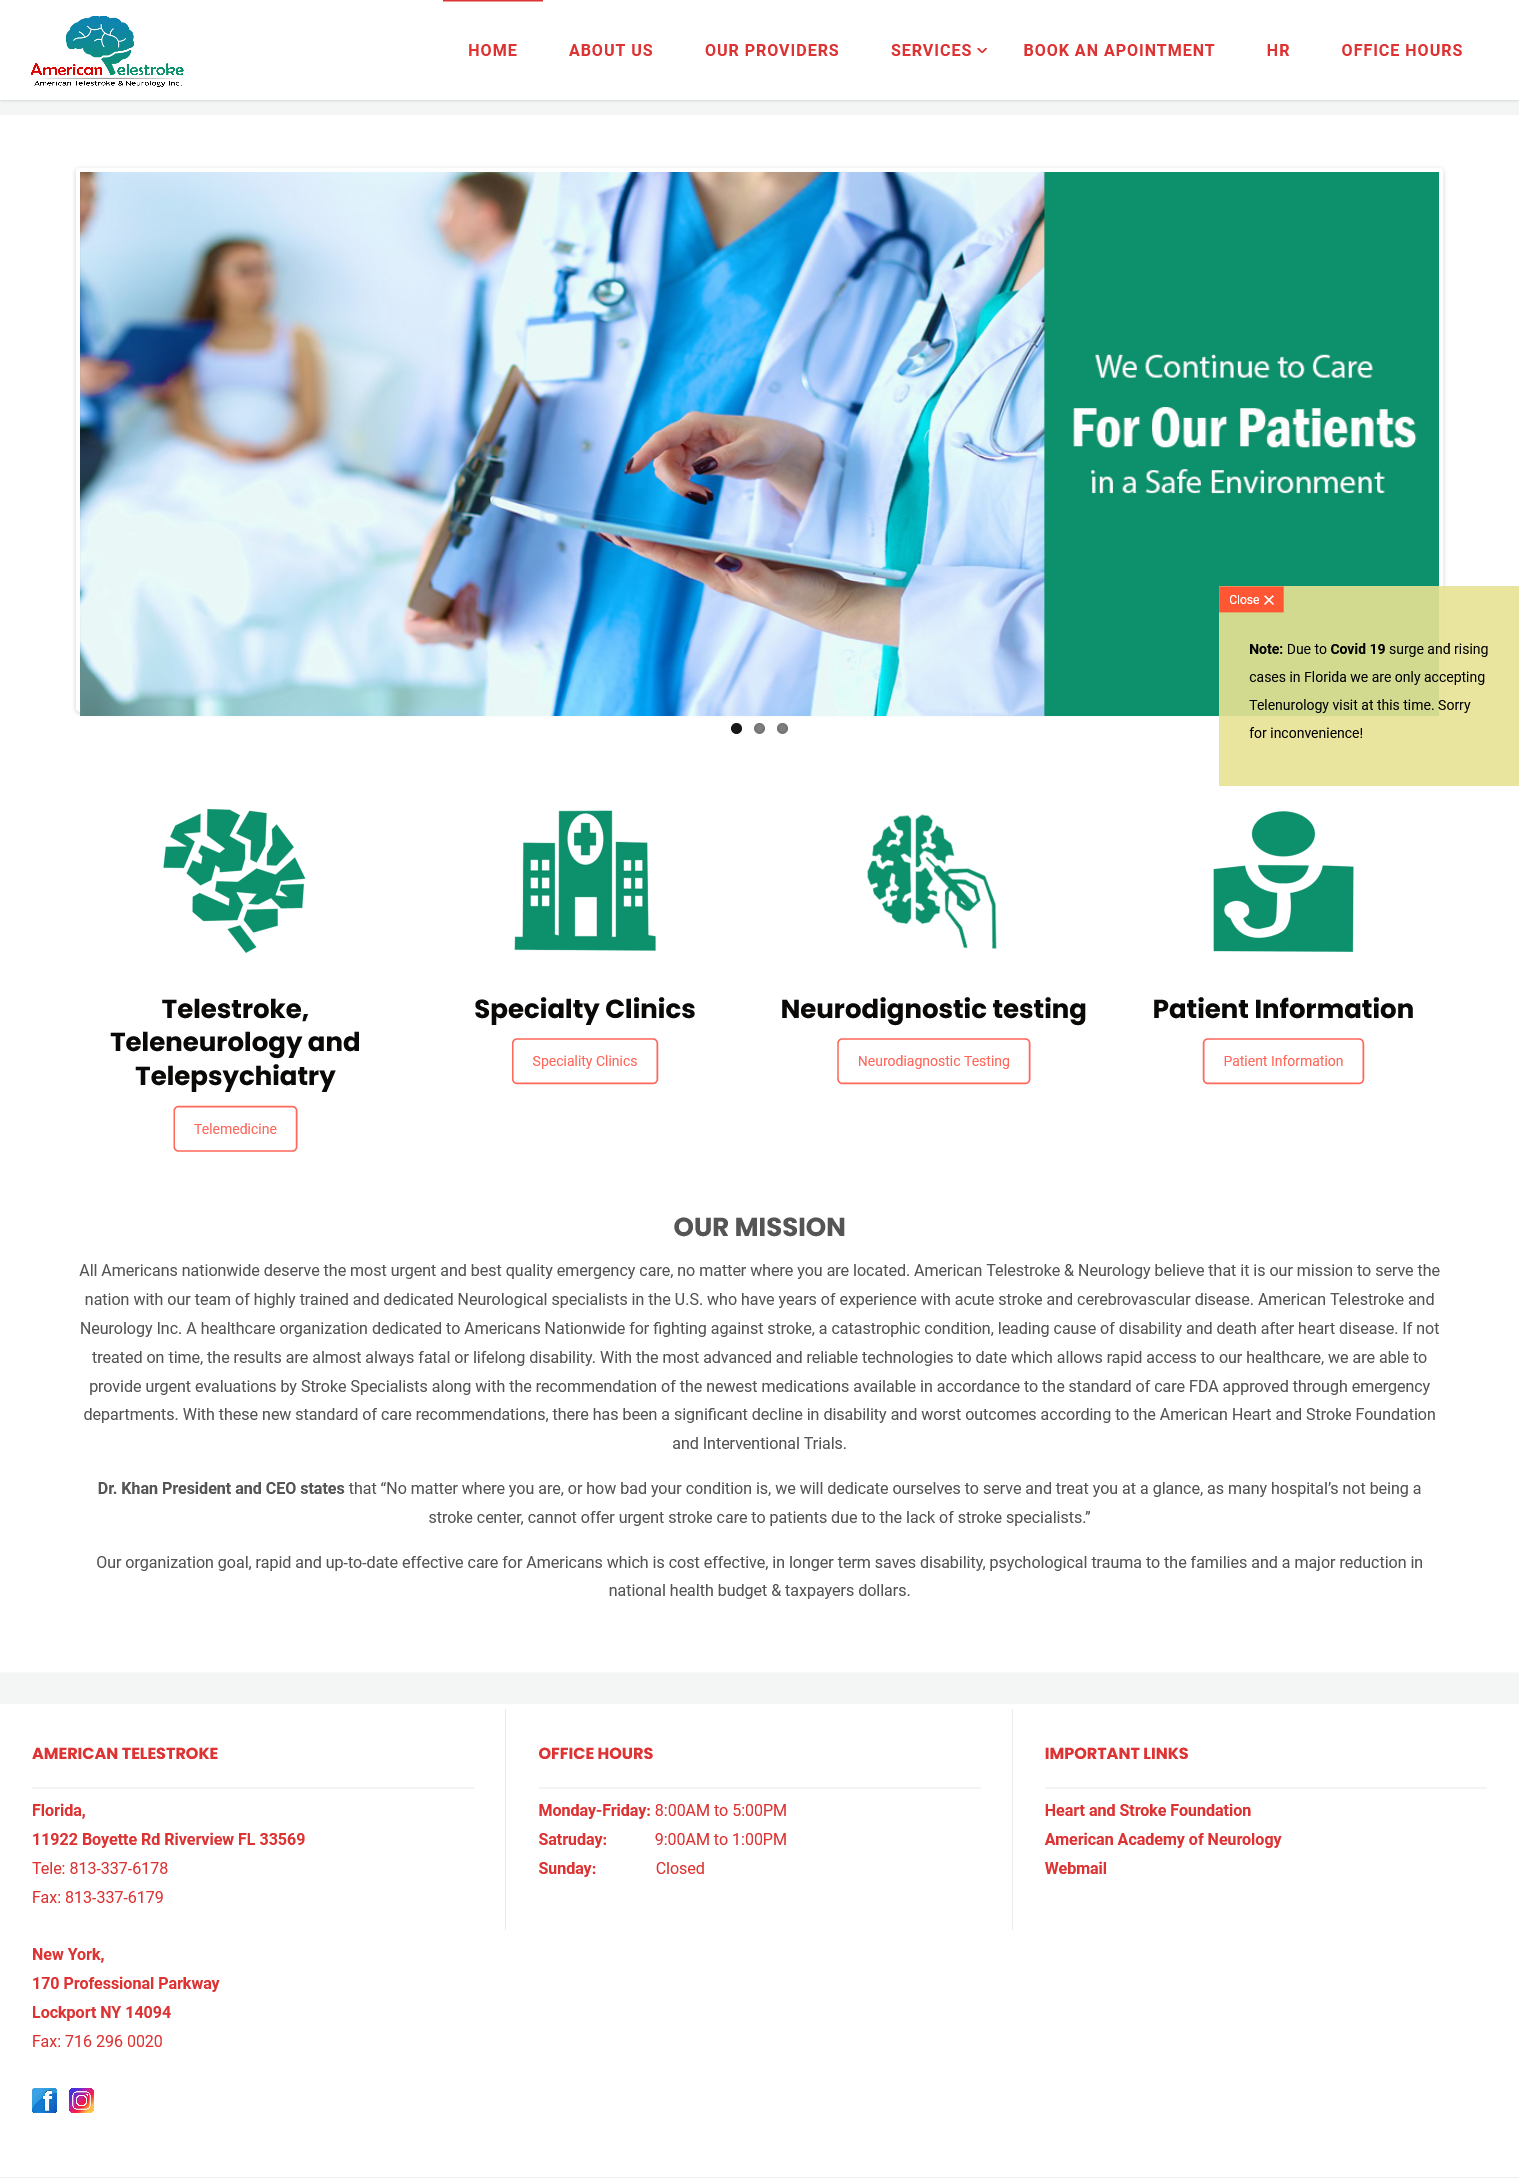 American Telestroke
American Telestroke & Neurology Inc.
HOME
ABOUT US
OUR PROVIDERS
SERVICES
BOOK AN APOINTMENT
HR
OFFICE HOURS
We Continue to Care
For Our Patients
in a Safe Environment
Close
Note: Due to Covid 19 surge and rising
cases in Florida we are only accepting
Telenurology visit at this time. Sorry
for inconvenience!
Telestroke,
Teleneurology and
Telepsychiatry
Telemedicine
Specialty Clinics
Speciality Clinics
Neurodignostic testing
Neurodiagnostic Testing
Patient Information
Patient Information
OUR MISSION
All Americans nationwide deserve the most urgent and best quality emergency care, no matter where you are located. American Telestroke & Neurology believe that it is our mission to serve the
nation with our team of highly trained and dedicated Neurological specialists in the U.S. who have years of experience with acute stroke and cerebrovascular disease. American Telestroke and
Neurology Inc. A healthcare organization dedicated to Americans Nationwide for fighting against stroke, a catastrophic condition, leading cause of disability and death after heart disease. If not
treated on time, the results are almost always fatal or lifelong disability. With the most advanced and reliable technologies to date which allows rapid access to our healthcare, we are able to
provide urgent evaluations by Stroke Specialists along with the recommendation of the newest medications available in accordance to the standard of care FDA approved through emergency
departments. With these new standard of care recommendations, there has been a significant decline in disability and worst outcomes according to the American Heart and Stroke Foundation
and Interventional Trials.
Dr. Khan President and CEO states that “No matter where you are, or how bad your condition is, we will dedicate ourselves to serve and treat you at a glance, as many hospital’s not being a
stroke center, cannot offer urgent stroke care to patients due to the lack of stroke specialists.”
Our organization goal, rapid and up-to-date effective care for Americans which is cost effective, in longer term saves disability, psychological trauma to the families and a major reduction in
national health budget & taxpayers dollars.
AMERICAN TELESTROKE
Florida,
11922 Boyette Rd Riverview FL 33569
Tele: 813-337-6178
Fax: 813-337-6179
New York,
170 Professional Parkway
Lockport NY 14094
Fax: 716 296 0020
OFFICE HOURS
Monday-Friday: 8:00AM to 5:00PM
Satruday: 9:00AM to 1:00PM
Sunday: Closed
IMPORTANT LINKS
Heart and Stroke Foundation
American Academy of Neurology
Webmail